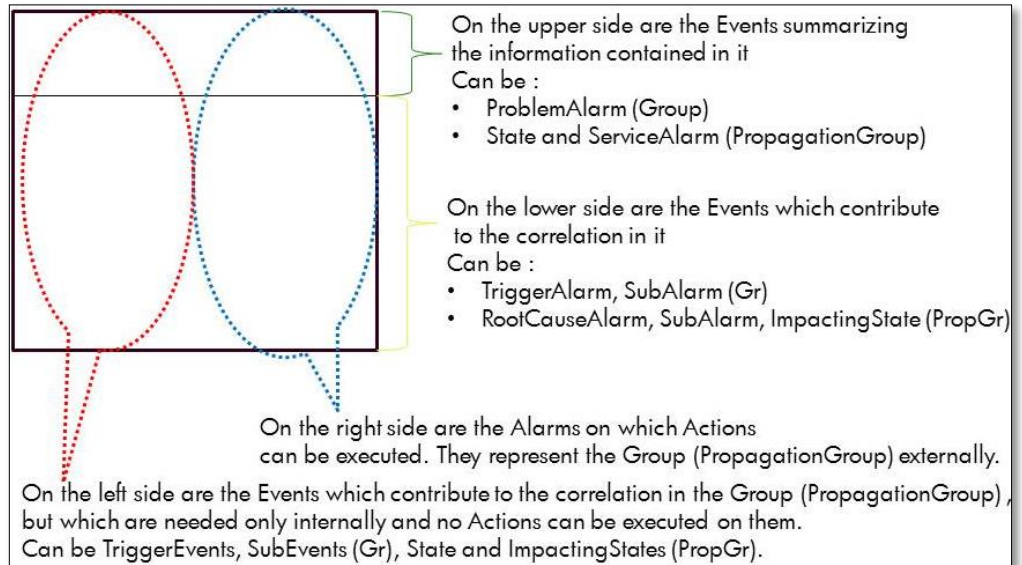 On the upper side are the Events summarizing
the information contained in it
Can be :
• ProblemAlarm (Group)
• State and ServiceAlarm (PropagationGroup)
On the lower side are the Events which contribute
to the correlation in it
Can be :
• TriggerAlarm, SubAlarm (Gr)
• RootCauseAlarm, SubAlarm, ImpactingState (PropGr)
On the right side are the Alarms on which Actions
can be executed. They represent the Group (PropagationGroup) externally.
On the left side are the Events which contribute to the correlation in the Group (PropagationGroup) ,
but which are needed only internally and no Actions can be executed on them.
Can be TriggerEvents, SubEvents (Gr), State and ImpactingStates (PropGr).